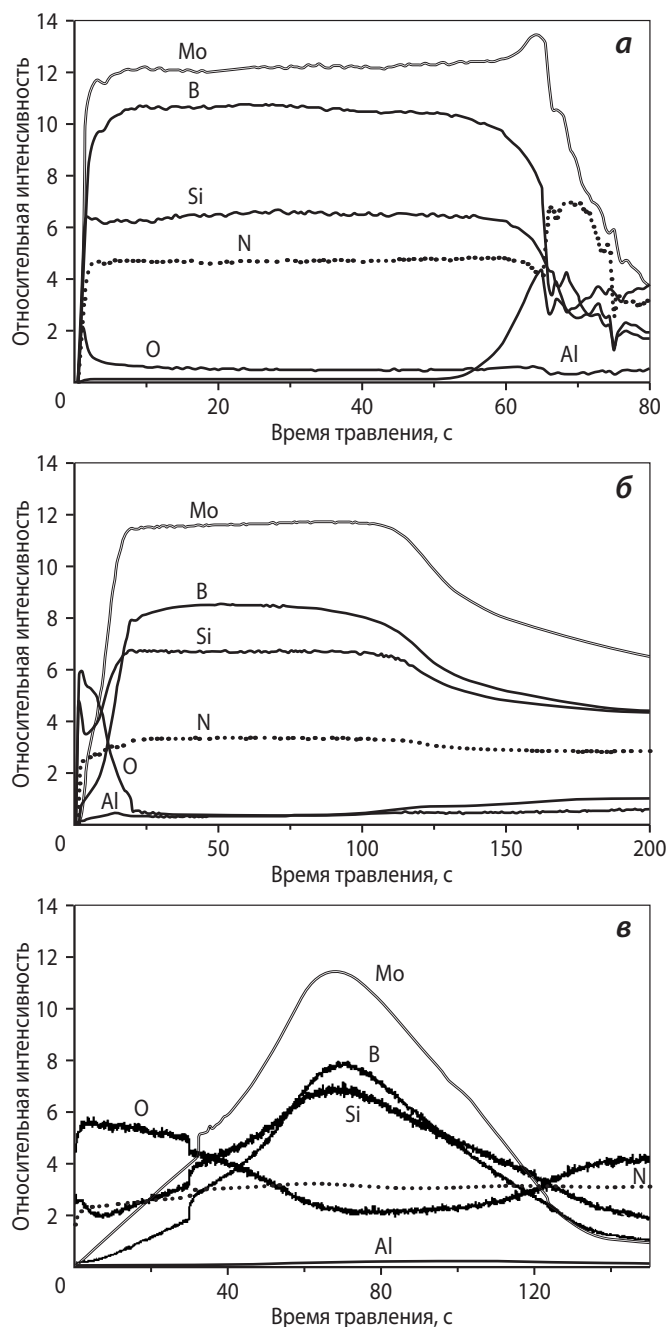 а
14
12
10
8
6
4
2
0
Относительная интенсивность
Mo
B
Si
N
O
Al
20
40
60
80
Время травления, с
б
14
12
10
8
6
4
2
0
Относительная интенсивность
Mo
B
Si
N
O
Al
50
100
150
200
Время травления, с
в
14
12
10
8
6
4
2
0
Относительная интенсивность
Mo
B
O
Si
N
Al
40
80
120
Время травления, с